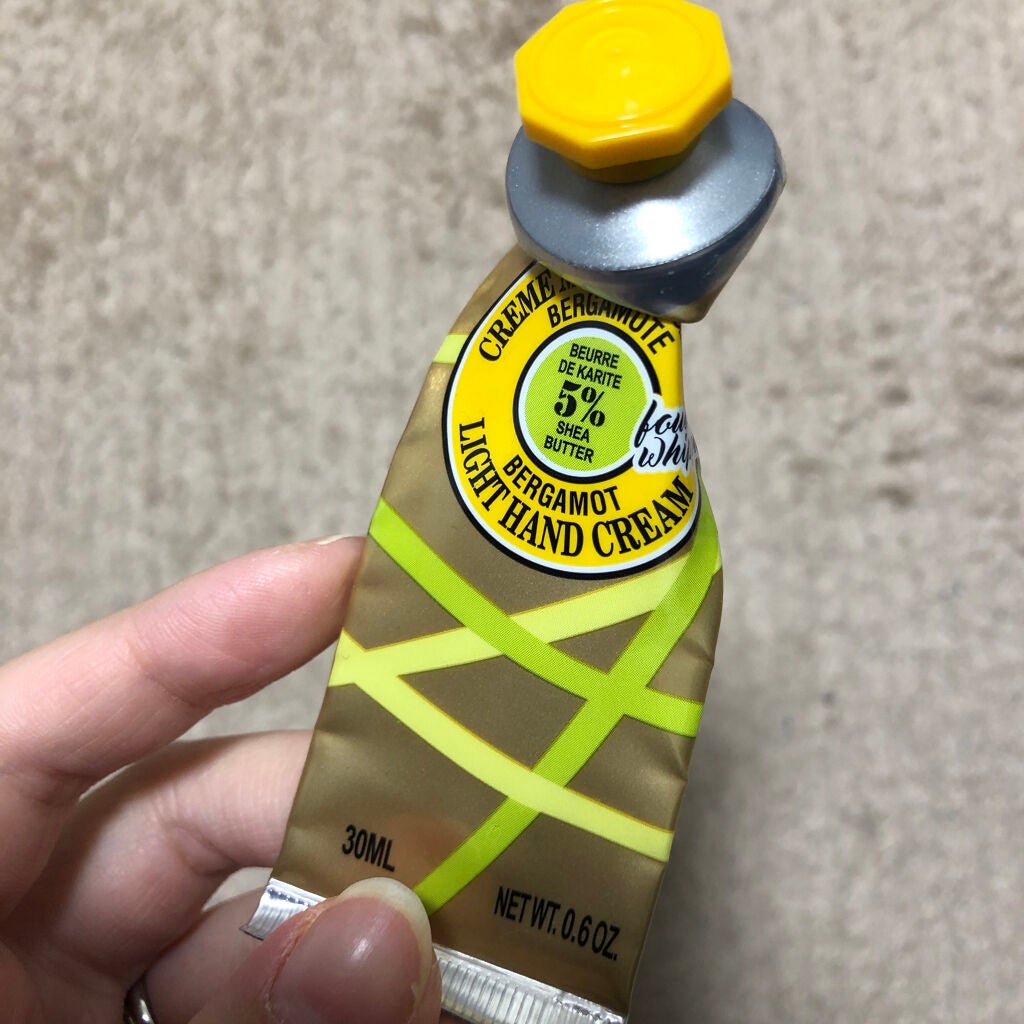 CREME
BERGAMOTE
BEURRE
DE KARITE
5%
SHEA
BUTTER
BERGAMOT
LIGHT HAND CREAM
30ML
NET WT. 0.6 OZ.